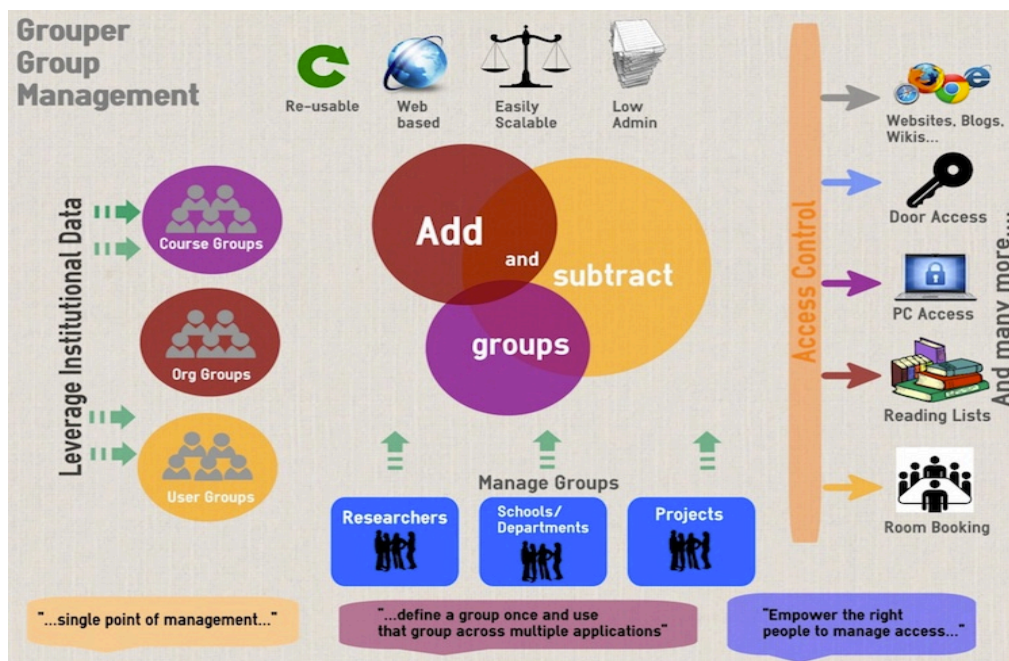 Grouper
Group
Management
Re-usable
Web
based
Easily
Scalable
Low
Admin
Leverage Institutional Data
Course Groups
Org Groups
User Groups
Add
and
subtract
groups
Manage Groups
Researchers
Schools/
Departments
Projects
Access Control
Websites, Blogs,
Wikis...
Door Access
PC Access
Reading Lists
Room Booking
And many more....
"...single point of management..."
"...define a group once and use
that group across multiple applications"
"Empower the right
people to manage access..."